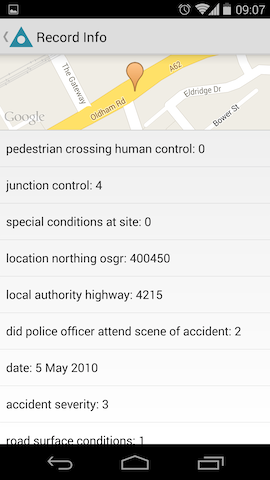 09:07
Record Info
The Gateway
Oldham Rd
A62
Eldridge Dr
Bower St
Google
pedestrian crossing human control: 0
junction control: 4
special conditions at site: 0
location northing osgr: 400450
local authority highway: 4215
did police officer attend scene of accident: 2
date: 5 May 2010
accident severity: 3
road surface conditions: 1